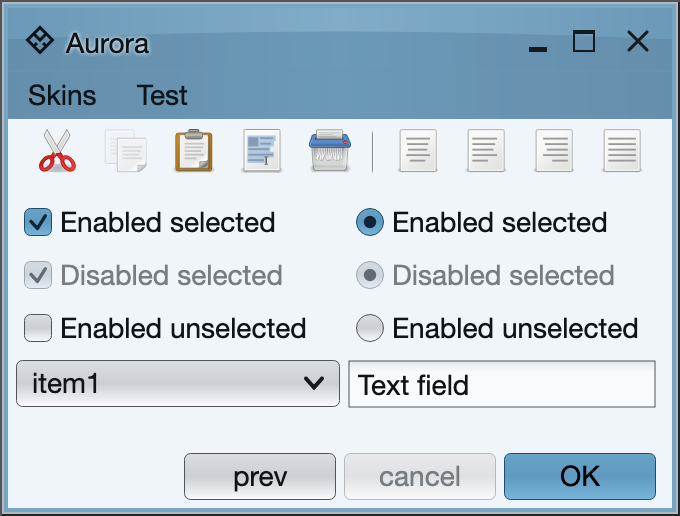 Aurora
Skins Test
Enabled selected Enabled selected
Disabled selected Disabled selected
Enabled unselected Enabled unselected
item1 Text field
prev cancel OK